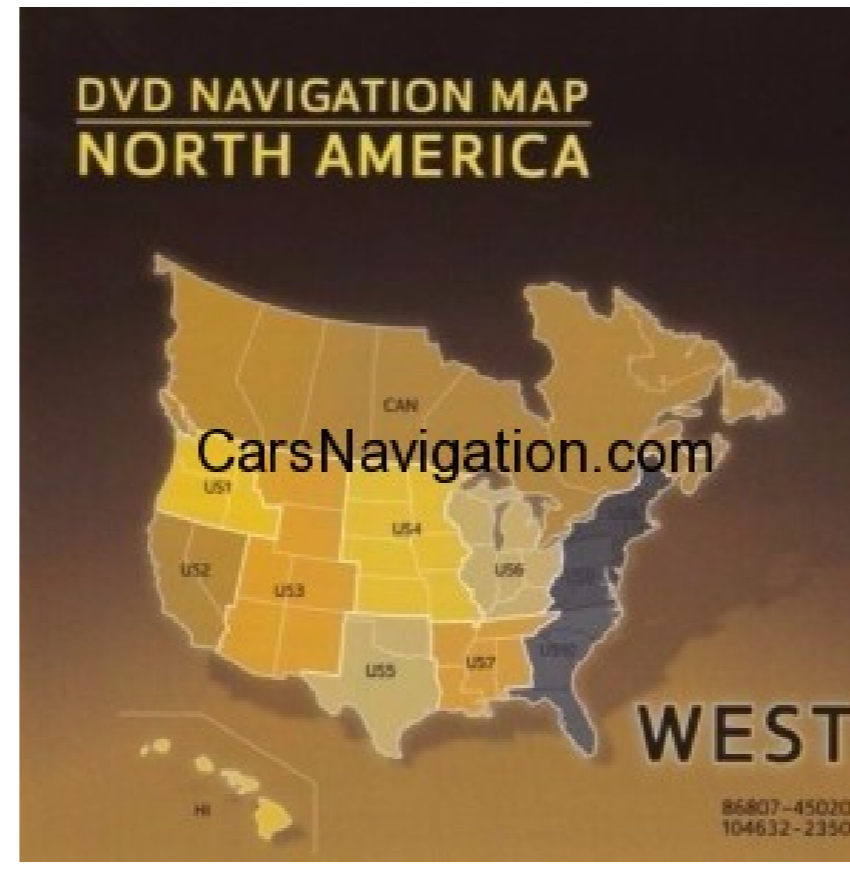 DVD NAVIGATION MAP
NORTH AMERICA
CAN
CarsNavigation.com
US1
US4
US2
US6
US3
US7
US5
WEST
HI
86807-45020
104632-2350